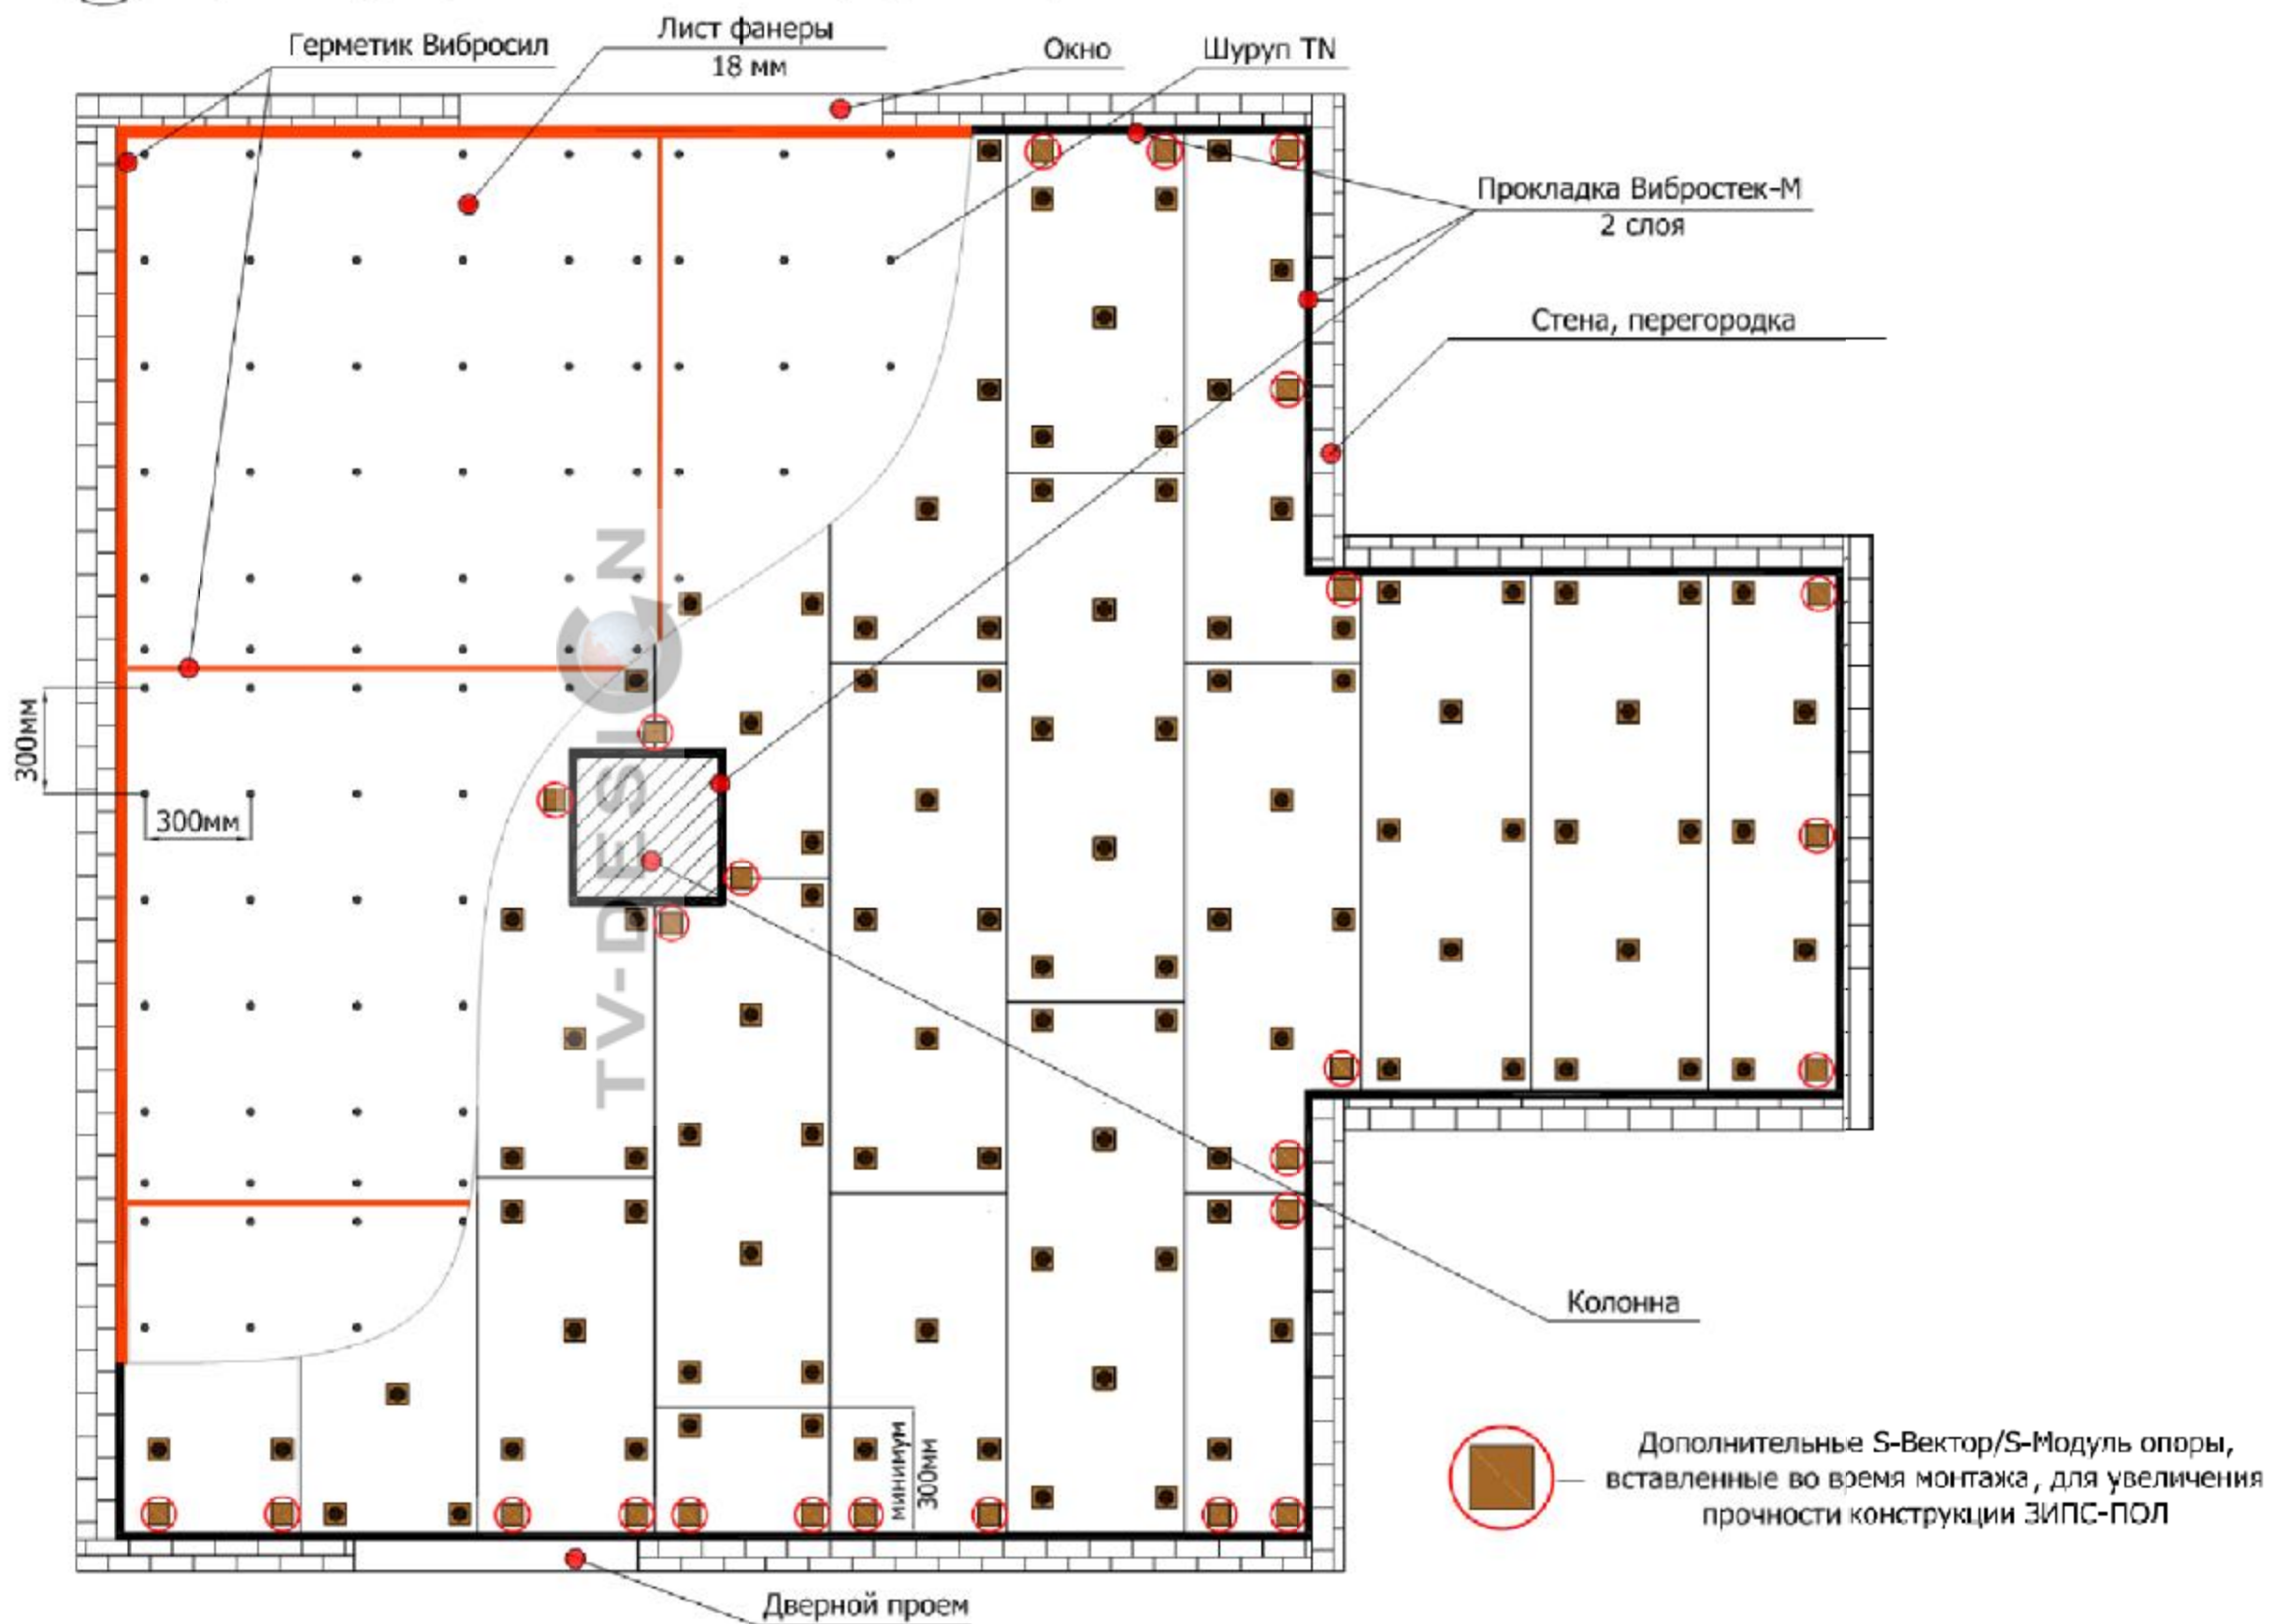 Герметик Вибросил
Лист фанеры
18 мм
Окно
Шуруп TN
Прокладка Вибростек-М
2 слоя
Стена, перегородка
300мм
300мм
TV-DESIGN
Колонна
минимум
300мм
Дополнительные S-Вектор/S-Модуль опоры,
вставленные во время монтажа, для увеличения
прочности конструкции ЗИПС-ПОЛ
Дверной проем